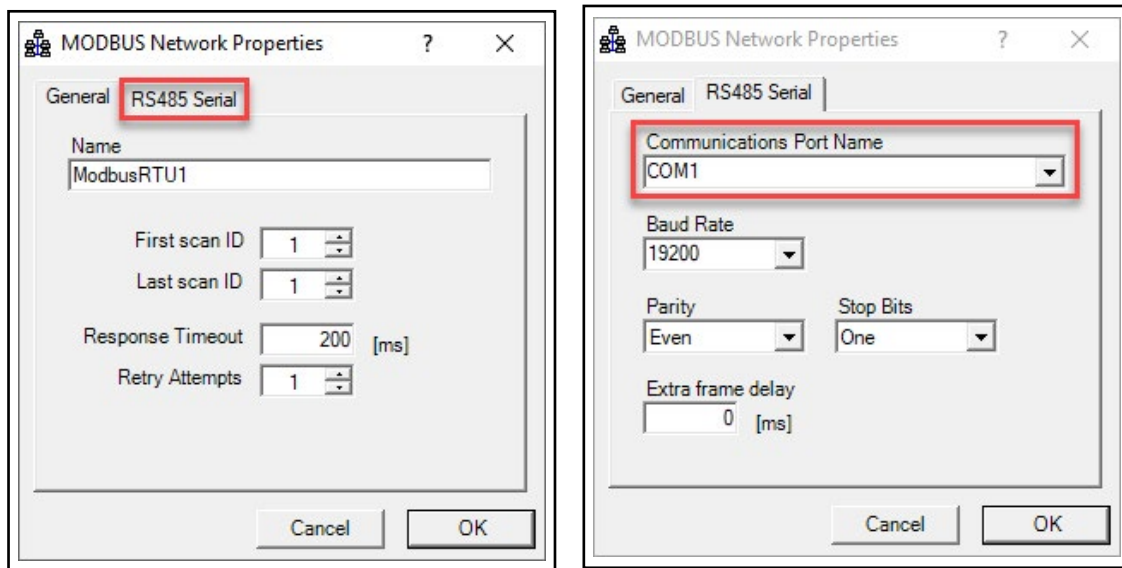 MODBUS Network Properties ?
General RS485 Serial
Name
ModbusRTU1
First scan ID 1
Last scan ID 1
Response Timeout 200 [ms]
Retry Attempts 1
Cancel OK
MODBUS Network Properties ?
General RS485 Serial
Communications Port Name
COM1
Baud Rate
19200
Parity Stop Bits
Even One
Extra frame delay
0 [ms]
Cancel OK